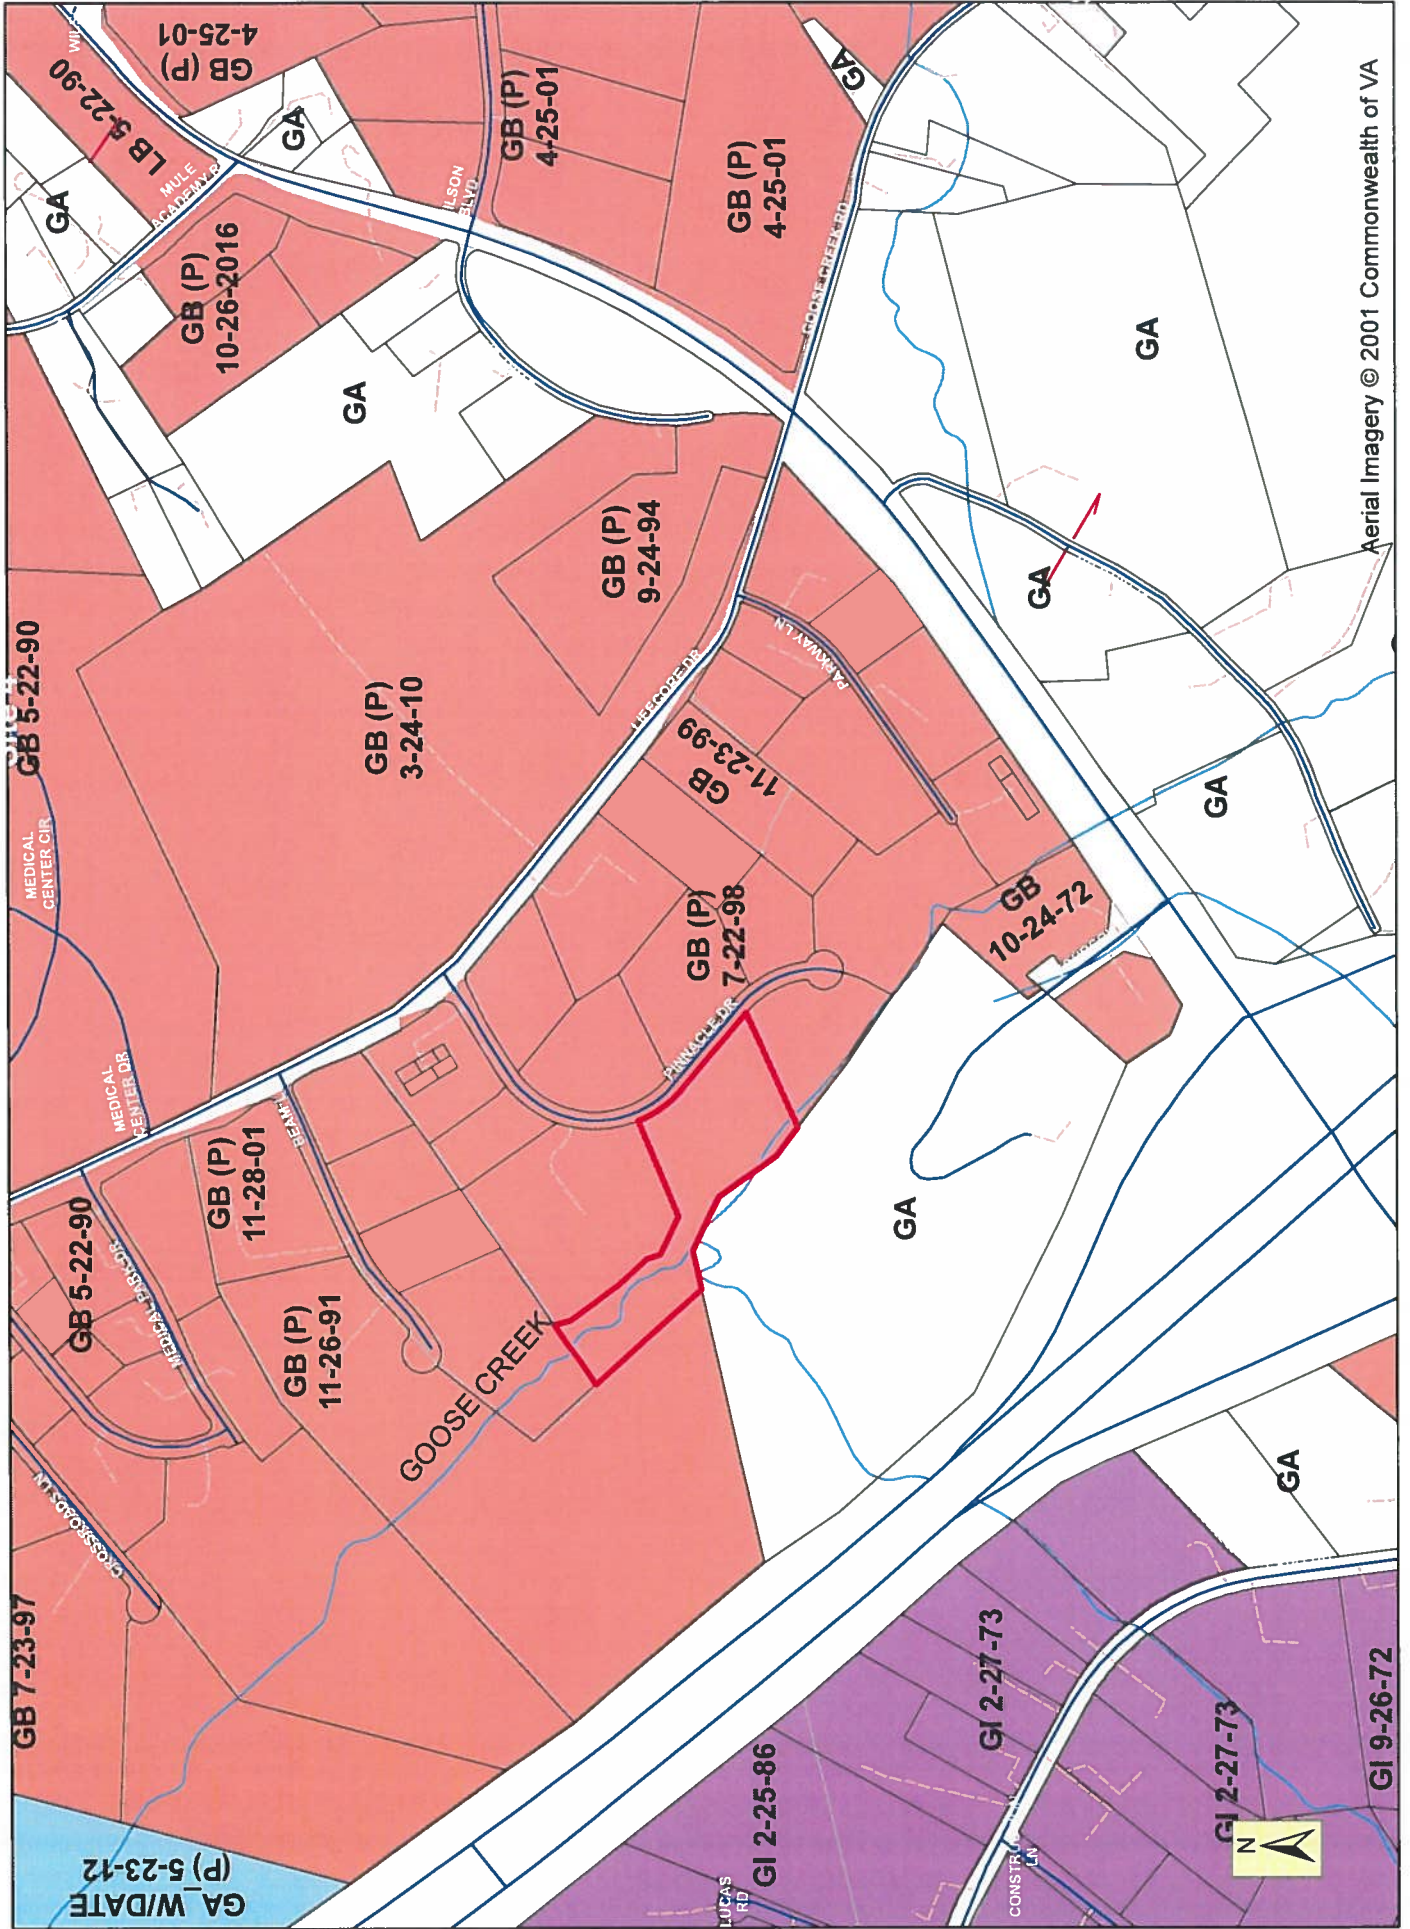 WIL
GB (P)
4-25-01
LB 5-22-90
GA
GA
GA
MULE
ACADEMY R
GB (P)
10-26-2016
ILSON
BLVD
GB (P)
4-25-01
GB (P)
4-25-01
GOOSE CREEK RD
GA
GA
GB 5-22-90
MEDICAL
CENTER CIR
GB (P)
3-24-10
GB (P)
9-24-94
LIFECORE DR
PARKWAY LN
GB
11-23-99
GA
GA
GB (P)
7-22-98
PINNACLE DR
GB
10-24-72
MEDICAL
CENTER DR
BEAM L
GB (P)
11-28-01
GB 5-22-90
MEDICAL PARK DR
GB (P)
11-26-91
GOOSE CREEK
GA
CROSSROADS LN
GB 7-23-97
GA
GA_W/DATE
(P) 5-23-12
LUCAS
RD
GI 2-25-86
GI 2-27-73
CONSTRU
LN
GI 2-27-73
GI 9-26-72
N
Aerial Imagery © 2001 Commonwealth of VA